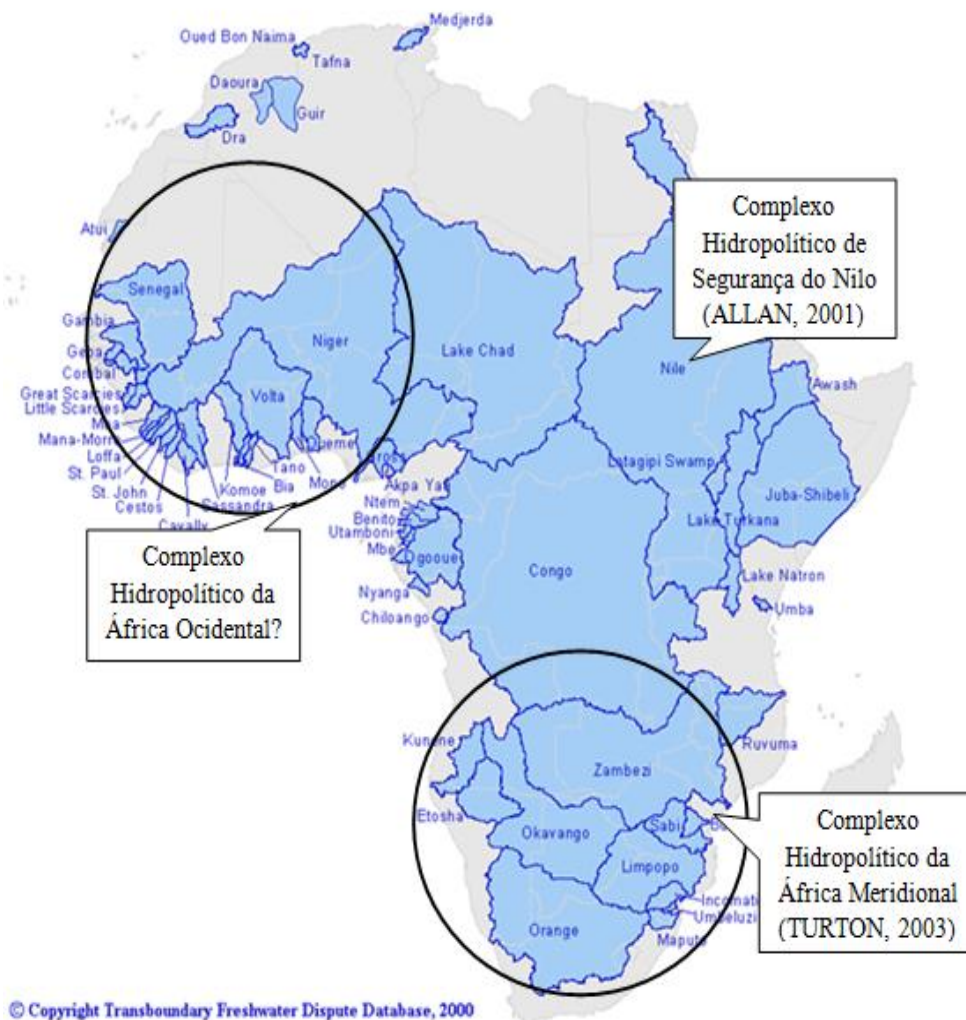 Medjerda
Oued Bon Naima
Tafna
Daoura
Guir
Dra
Complexo
Hidropolítico de
Segurança do Nilo
(ALLAN, 2001)
Atui
Senegal
Gambia
Geba
Corubal
Great Scarcies
Little Scarcies
Moa
Mana-Morro
Loffa
St. Paul
St. John
Cestos
Cavally
Sassandra
Komoe
Bia
Tano
Mono
Oueme
Volta
Niger
Lake Chad
Nile
Awash
Cross
Akpa Ya
Ntem
Benito
Utamboni
Mbe
Ogooue
Nyanga
Chiloango
Congo
Lotagipi Swamp
Lake Turkana
Juba-Shibeli
Lake Natron
Umba
Complexo
Hidropolítico da
África Ocidental?
Kunene
Etosha
Zambezi
Ruvuma
Okavango
Sabi
Bu
Limpopo
Incomati
Umbeluzi
Maputo
Orange
Complexo
Hidropolítico da
África Meridional
(TURTON, 2003)
© Copyright Transboundary Freshwater Dispute Database, 2000